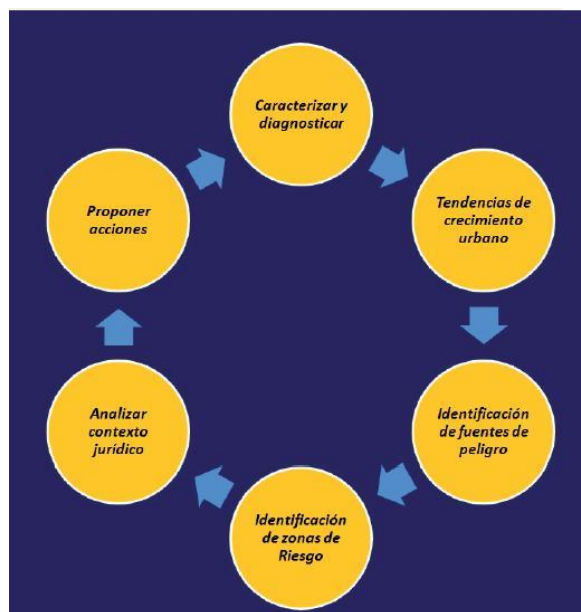 Caracterizar y
diagnosticar
Tendencias de
crecimiento
urbano
Identificación
de fuentes de
peligro
Identificación
de zonas de
Riesgo
Analizar
contexto
jurídico
Proponer
acciones